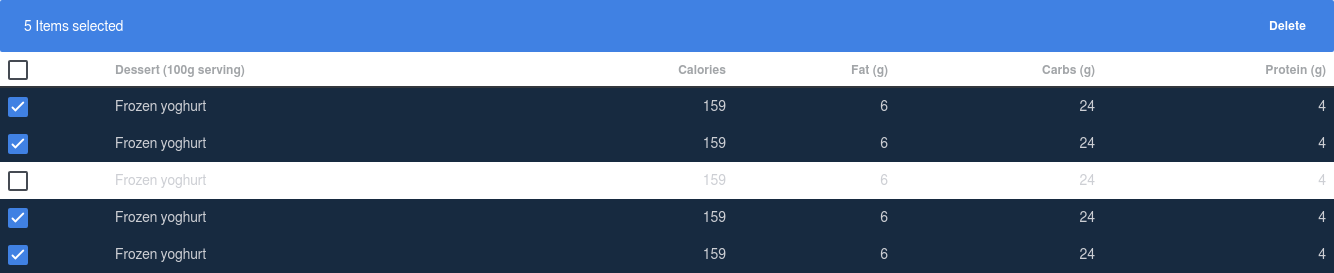 5 Items selected Delete
Dessert (100g serving) Calories Fat (g) Carbs (g) Protein (g)
Frozen yoghurt 159 6 24 4
Frozen yoghurt 159 6 24 4
Frozen yoghurt 159 6 24 4
Frozen yoghurt 159 6 24 4
Frozen yoghurt 159 6 24 4